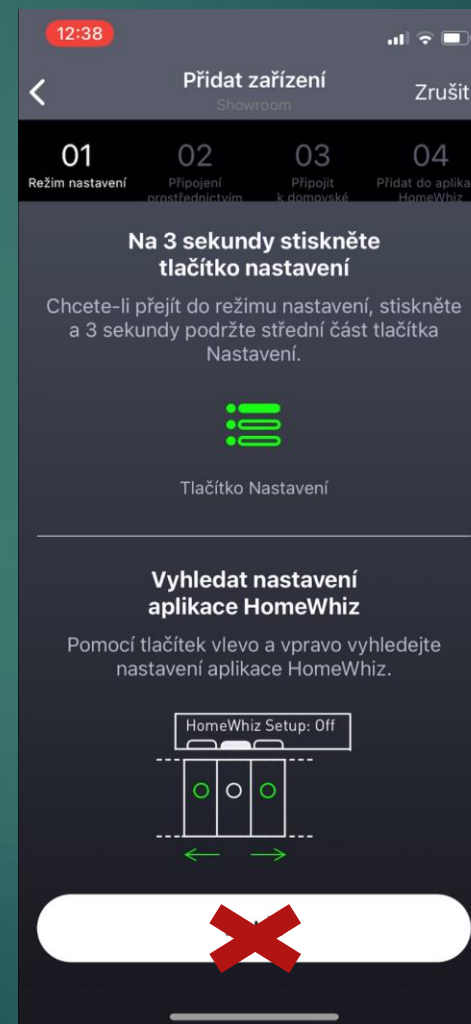 12:38
Přidat zařízení
Zrušit
Showroom
01
02
03
04
Režim nastavení
Připojení
Připojit
Přidat do aplika
prostřednictvím
k domovské
HomeWhiz
Na 3 sekundy stiskněte
tlačítko nastavení
Chcete-li přejít do režimu nastavení, stiskněte
a 3 sekundy podržte střední část tlačítka
Nastavení.
Tlačítko Nastavení
Vyhledat nastavení
aplikace HomeWhiz
Pomocí tlačítek vlevo a vpravo vyhledejte
nastavení aplikace HomeWhiz.
HomeWhiz Setup: Off